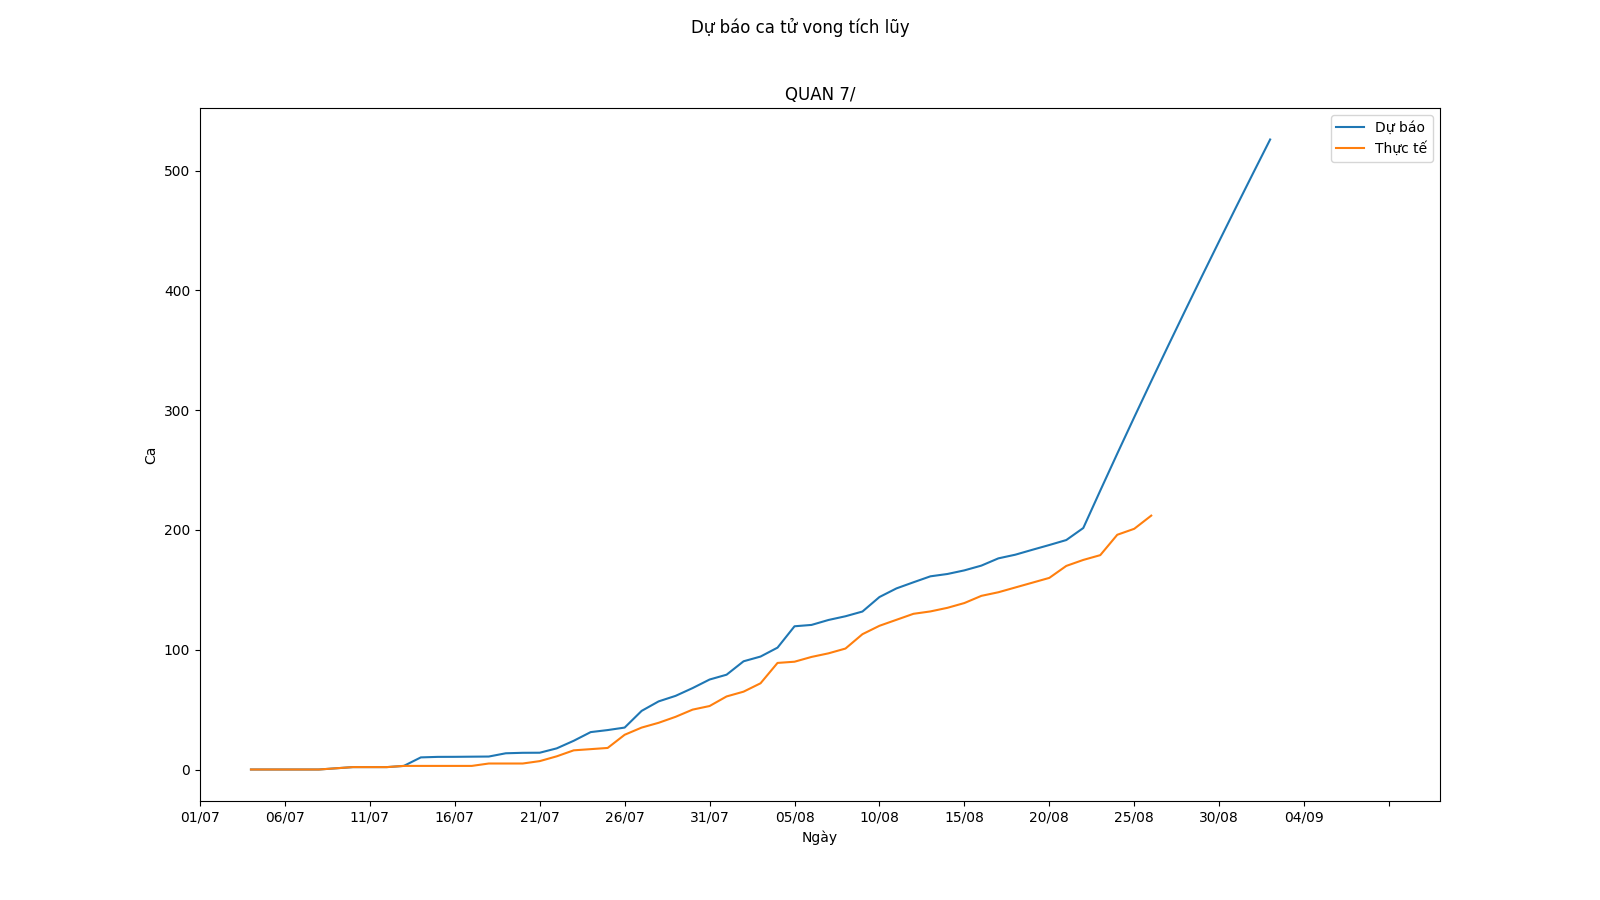 Dự báo ca tử vong tích lũy
QUAN 7/
Dự báo
Thực tế
500
400
300
200
100
0
Ca
01/07 06/07 11/07 16/07 21/07 26/07 31/07 05/08 10/08 15/08 20/08 25/08 30/08 04/09
Ngày